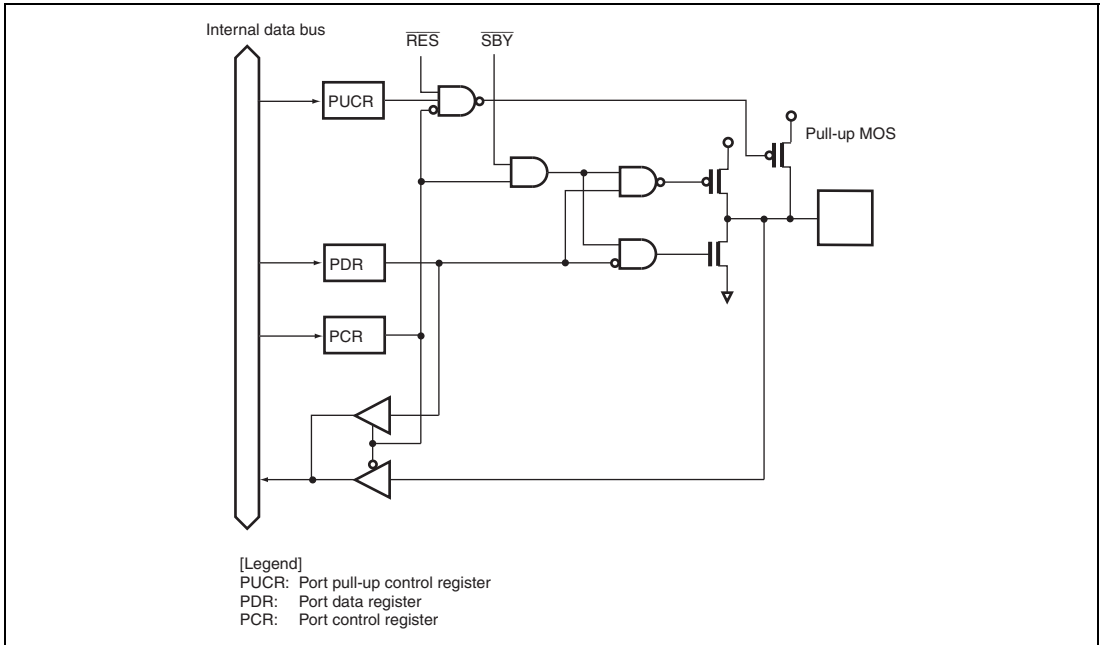 Internal data bus
RES
SBY
PUCR
Pull-up MOS
PDR
PCR
[Legend]
PUCR: Port pull-up control register
PDR: Port data register
PCR: Port control register